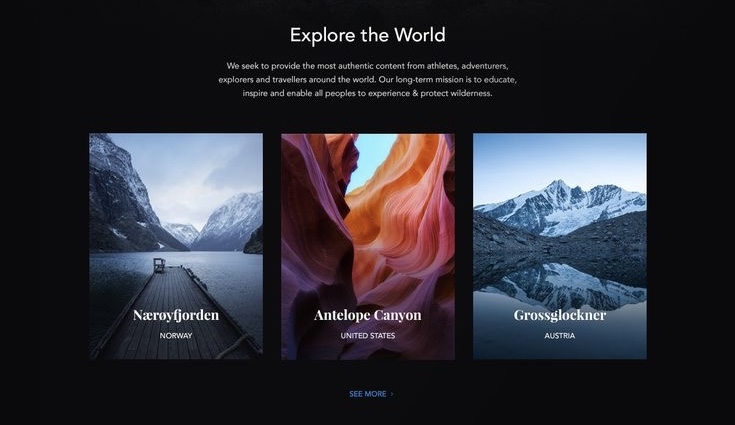 Explore the World
We seek to provide the most authentic content from athletes, adventurers,
explorers and travellers around the world. Our long-term mission is to educate,
inspire and enable all peoples to experience & protect wilderness.
Nærøyfjorden
NORWAY
Antelope Canyon
UNITED STATES
Grossglockner
AUSTRIA
SEE MORE ›